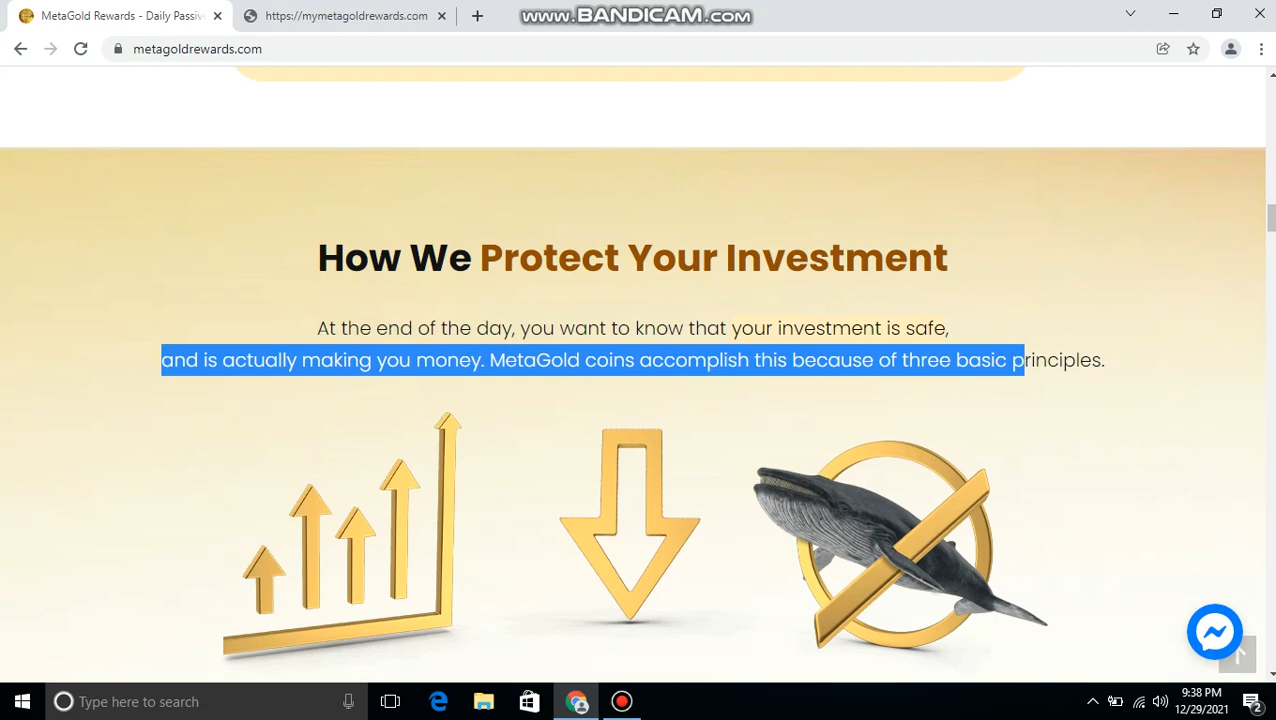 MetaGold Rewards - Daily Passiv
https://mymetagoldrewards.com
www.BANDICAM.com
metagoldrewards.com
How We Protect Your Investment
At the end of the day, you want to know that your investment is safe,
and is actually making you money. MetaGold coins accomplish this because of three basic principles.
Type here to search
9:38 PM
12/29/2021
2